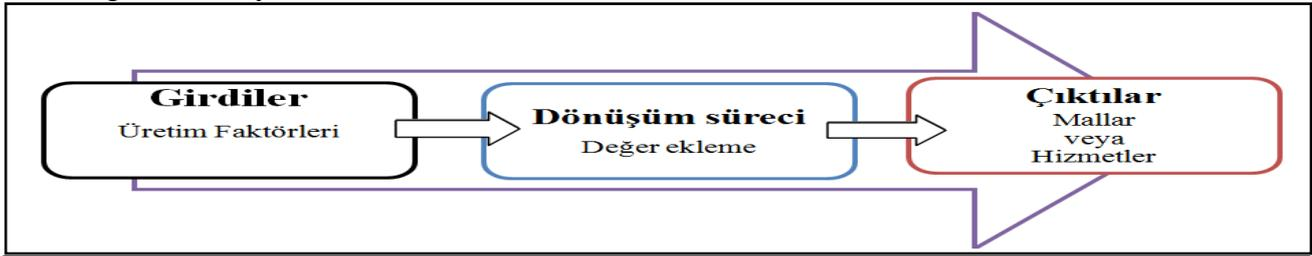 Girdiler
Üretim Faktörleri
Dönüşüm süreci
Değer ekleme
Çıktılar
Mallar
veya
Hizmetler